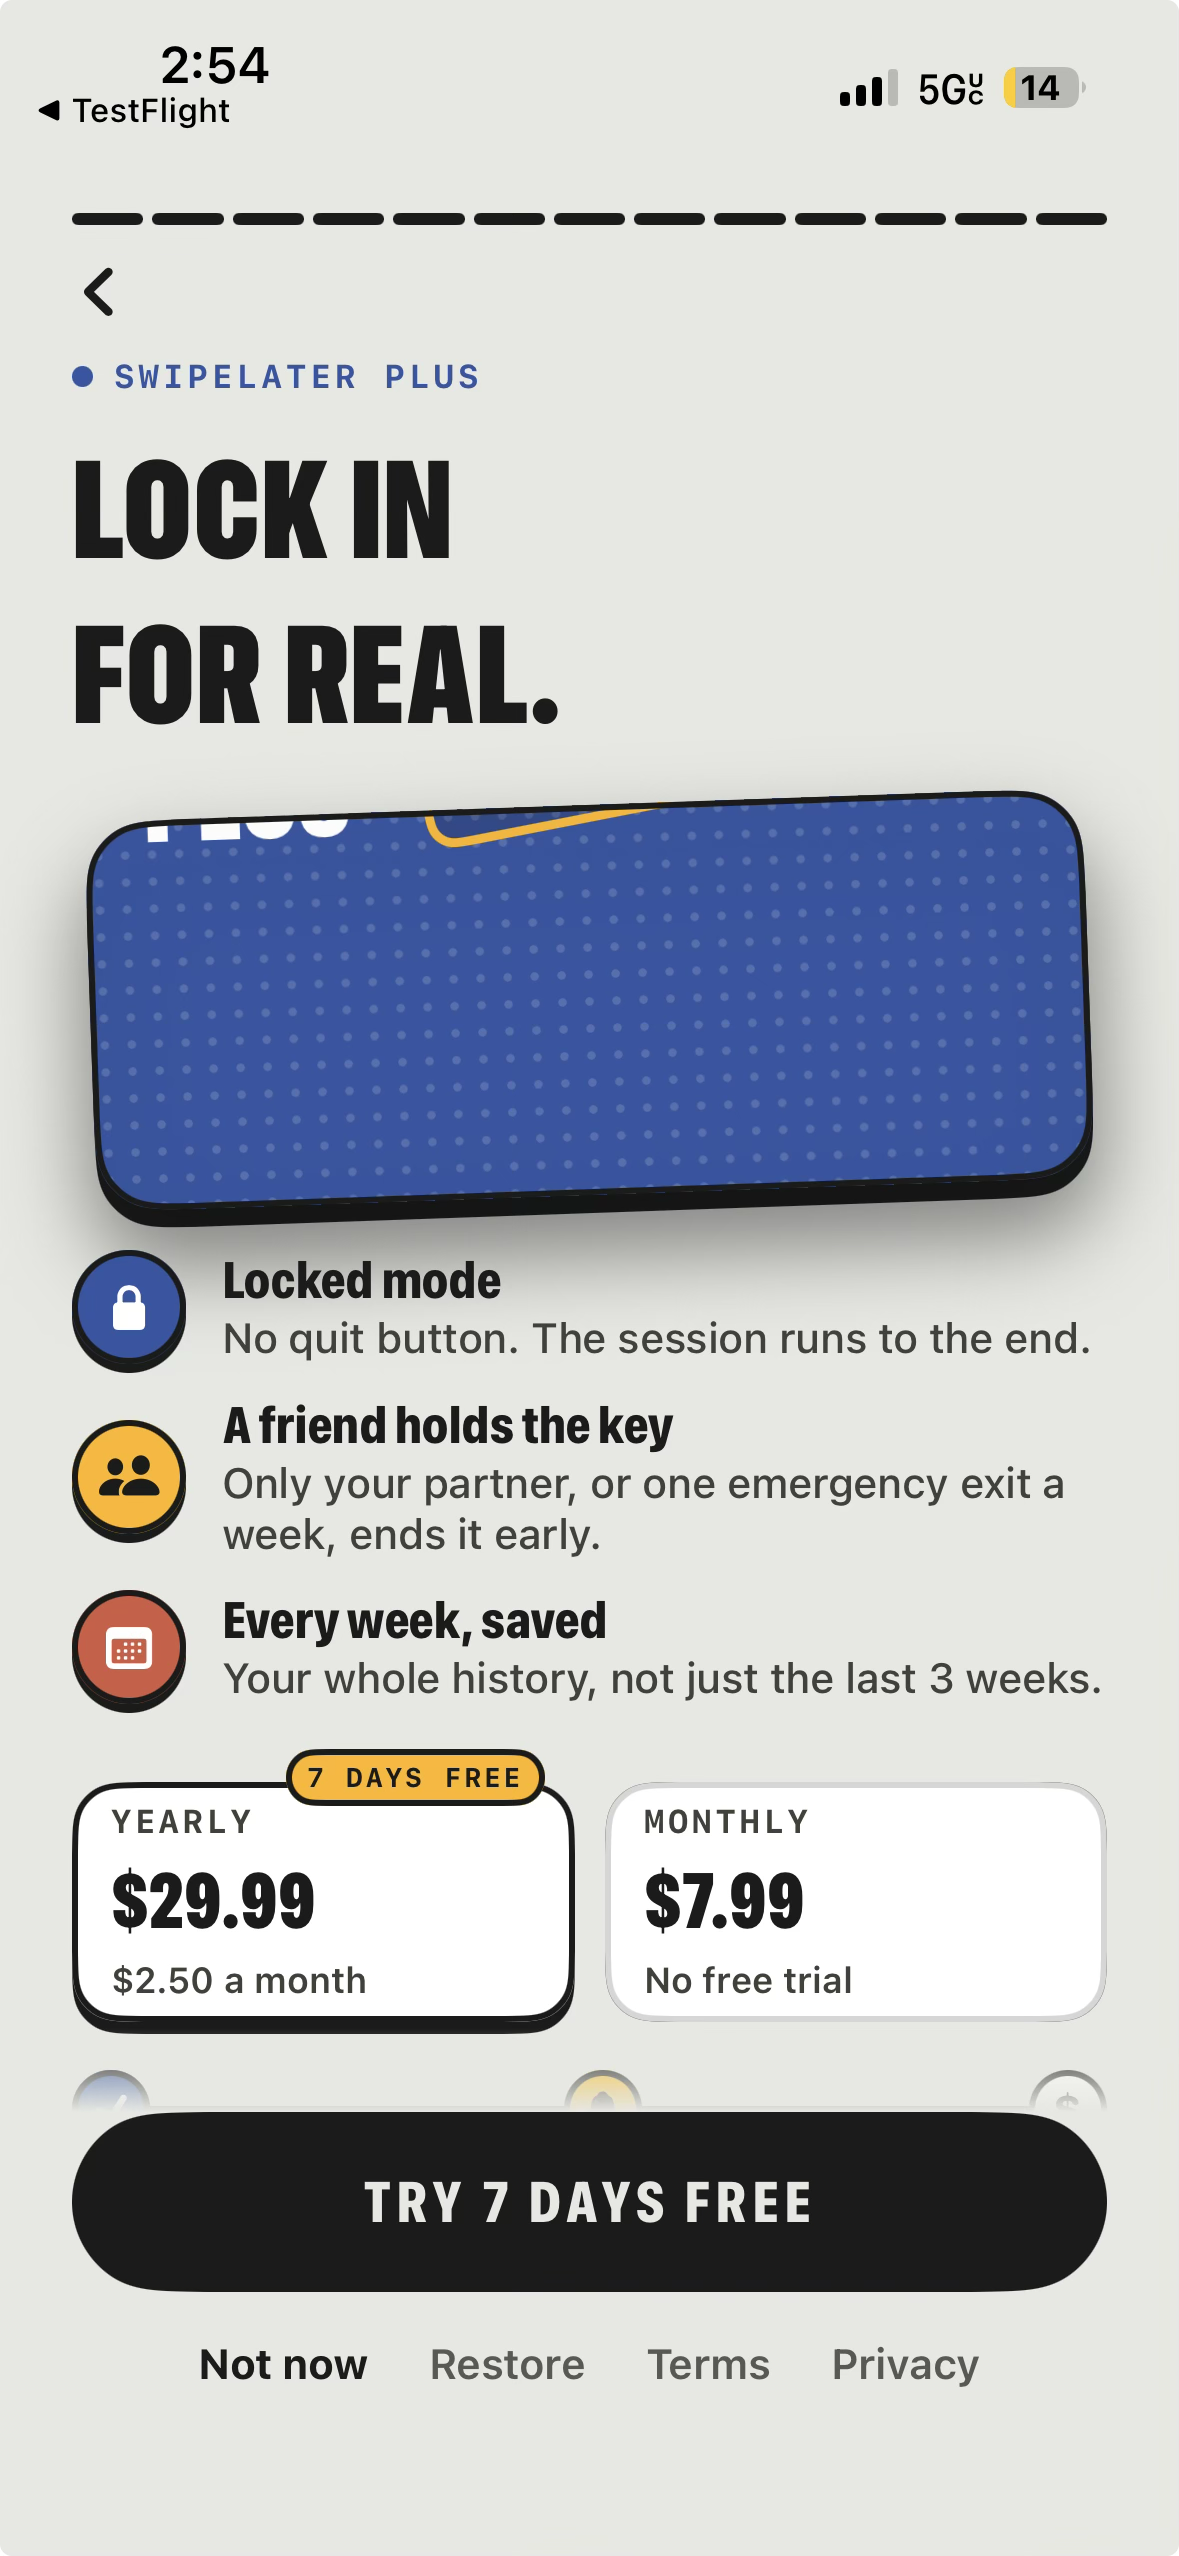 2:54
TestFlight
5GUC
14
SWIPELATER PLUS
LOCK IN
FOR REAL.
Locked mode
No quit button. The session runs to the end.
A friend holds the key
Only your partner, or one emergency exit a
week, ends it early.
Every week, saved
Your whole history, not just the last 3 weeks.
7 DAYS FREE
YEARLY
$29.99
$2.50 a month
MONTHLY
$7.99
No free trial
$
TRY 7 DAYS FREE
Not now Restore Terms Privacy